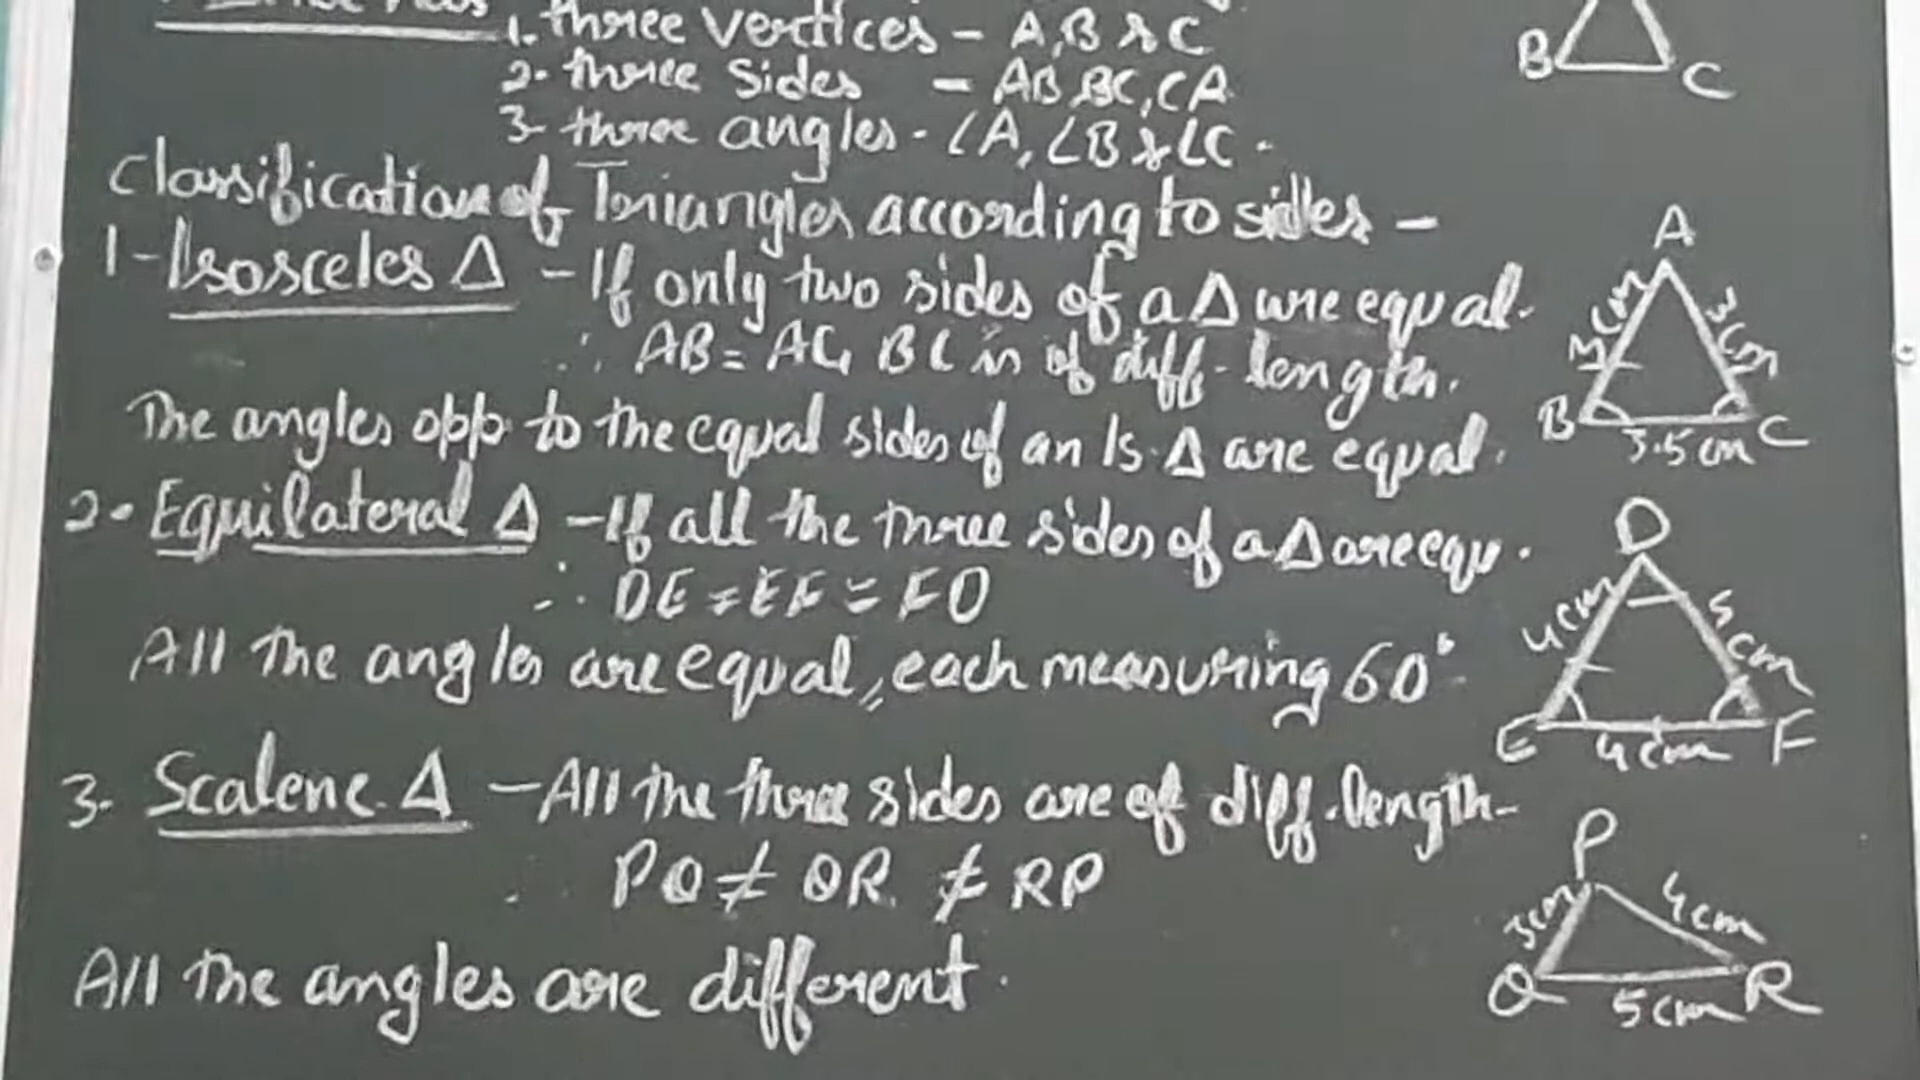 1. three vertices - A, B & C
2. three sides - AB, BC, CA
3- three angles - ∠A, ∠B & ∠C.
B C
Classification of Triangles according to sides -
1- Isosceles Δ - If only two sides of a Δ are equal.
∴ AB = AC, BC is of diff. length.
The angles opp. to the equal sides of an Is. Δ are equal.
A
3cm 3cm
B C
3.5cm
2. Equilateral Δ - If all the three sides of a Δ are equ.
∴ DE = EF = FD
All the angles are equal, each measuring 60°
D
4cm 4cm
E F
4cm
3. Scalene Δ - All the three sides are of diff. length-
PQ ≠ QR ≠ RP
All the angles are different.
P
3cm 4cm
Q R
5cm